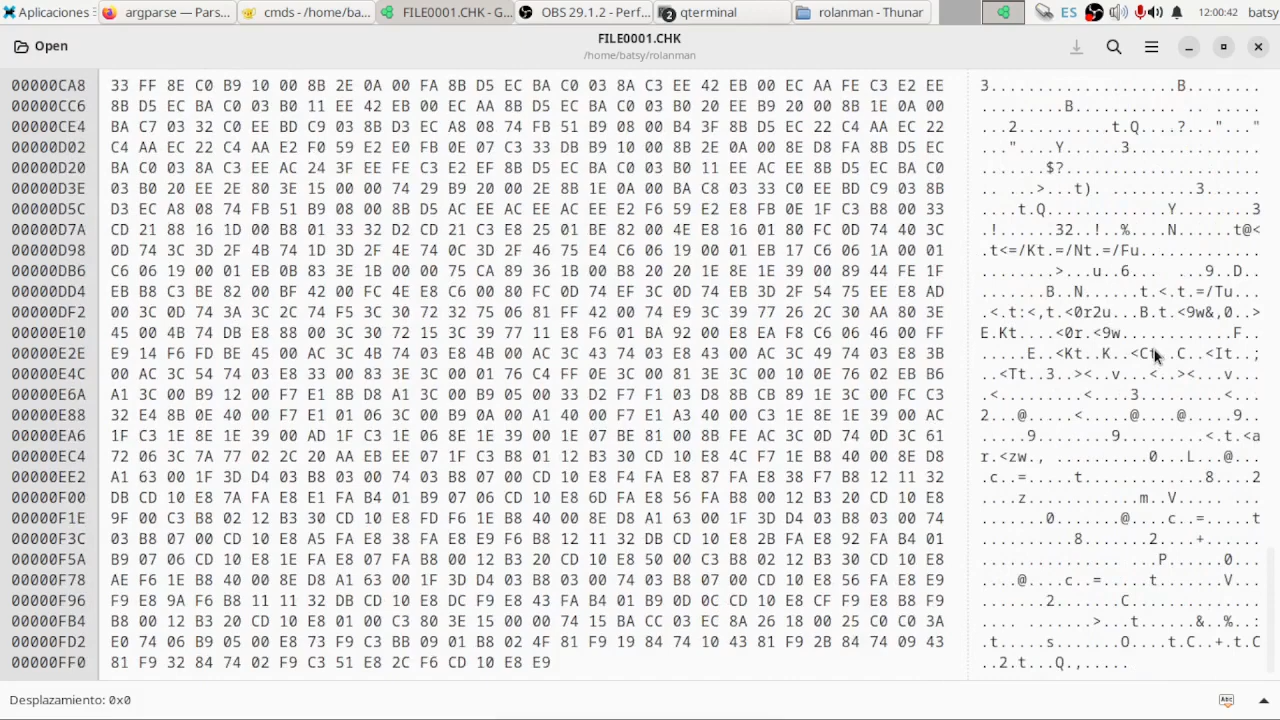 Aplicaciones
argparse — Pars...
cmds - /home/ba...
FILE0001.CHK - G...
OBS 29.1.2 - Perf...
2
qterminal
rolanman - Thunar
ES
12:00:42
batsy
Open
FILE0001.CHK
/home/batsy/rolanman
00000CA8 33 FF 8E C0 B9 10 00 8B 2E 0A 00 FA 8B D5 EC BA C0 03 8A C3 EE 42 EB 00 EC AA FE C3 E2 EE 3......................B........
00000CC6 8B D5 EC BA C0 03 B0 11 EE 42 EB 00 EC AA 8B D5 EC BA C0 03 B0 20 EE B9 20 00 8B 1E 0A 00 .........B........... .. .....
00000CE4 BA C7 03 32 C0 EE BD C9 03 8B D3 EC A8 08 74 FB 51 B9 08 00 B4 3F 8B D5 EC 22 C4 AA EC 22 ...2..........t.Q....?..."..."
00000D02 C4 AA EC 22 C4 AA E2 F0 59 E2 E0 FB 0E 07 C3 33 DB B9 10 00 8B 2E 0A 00 8E D8 FA 8B D5 EC ..."....Y......3..............
00000D20 BA C0 03 8A C3 EE AC 24 3F EE FE C3 E2 EF 8B D5 EC BA C0 03 B0 11 EE AC EE 8B D5 EC BA C0 .......$?.....................
00000D3E 03 B0 20 EE 2E 80 3E 15 00 00 74 29 B9 20 00 2E 8B 1E 0A 00 BA C8 03 33 C0 EE BD C9 03 8B .. ...>...t). .........3......
00000D5C D3 EC A8 08 74 FB 51 B9 08 00 8B D5 AC EE AC EE AC EE E2 F6 59 E2 E8 FB 0E 1F C3 B8 00 33 ....t.Q.............Y........3
00000D7A CD 21 88 16 1D 00 B8 01 33 32 D2 CD 21 C3 E8 25 01 BE 82 00 4E E8 16 01 80 FC 0D 74 40 3C .!......32..!..%....N......t@<
00000D98 0D 74 3C 3D 2F 4B 74 1D 3D 2F 4E 74 0C 3D 2F 46 75 E4 C6 06 19 00 01 EB 17 C6 06 1A 00 01 .t<=/Kt.=/Nt.=/Fu.............
00000DB6 C6 06 19 00 01 EB 0B 83 3E 1B 00 00 75 CA 89 36 1B 00 B8 20 20 1E 8E 1E 39 00 89 44 FE 1F ........>...u..6...  ...9..D..
00000DD4 EB B8 C3 BE 82 00 BF 42 00 FC 4E E8 C6 00 80 FC 0D 74 EF 3C 0D 74 EB 3D 2F 54 75 EE E8 AD .......B..N......t.<.t.=/Tu...
00000DF2 00 3C 0D 74 3A 3C 2C 74 F5 3C 30 72 32 75 06 81 FF 42 00 74 E9 3C 39 77 26 2C 30 AA 80 3E .<.t:<,t.<0r2u...B.t.<9w&,0..>
00000E10 45 00 4B 74 DB E8 88 00 3C 30 72 15 3C 39 77 11 E8 F6 01 BA 92 00 E8 EA F8 C6 06 46 00 FF E.Kt....<0r.<9w............F..
00000E2E E9 14 F6 FD BE 45 00 AC 3C 4B 74 03 E8 4B 00 AC 3C 43 74 03 E8 43 00 AC 3C 49 74 03 E8 3B .....E..<Kt..K..<Ct..C..<It..;
00000E4C 00 AC 3C 54 74 03 E8 33 00 83 3E 3C 00 01 76 C4 FF 0E 3C 00 81 3E 3C 00 10 0E 76 02 EB B6 ..<Tt..3..><..v...<..><...v...
00000E6A A1 3C 00 B9 12 00 F7 E1 8B D8 A1 3C 00 B9 05 00 33 D2 F7 F1 03 D8 8B CB 89 1E 3C 00 FC C3 .<.........<....3.........<...
00000E88 32 E4 8B 0E 40 00 F7 E1 01 06 3C 00 B9 0A 00 A1 40 00 F7 E1 A3 40 00 C3 1E 8E 1E 39 00 AC 2...@.....<.....@....@.....9..
00000EA6 1F C3 1E 8E 1E 39 00 AD 1F C3 1E 06 8E 1E 39 00 1E 07 BE 81 00 8B FE AC 3C 0D 74 0D 3C 61 .....9........9.........<.t.<a
00000EC4 72 06 3C 7A 77 02 2C 20 AA EB EE 07 1F C3 B8 01 12 B3 30 CD 10 E8 4C F7 1E B8 40 00 8E D8 r.<zw., ..........0...L...@...
00000EE2 A1 63 00 1F 3D D4 03 B8 03 00 74 03 B8 07 00 CD 10 E8 F4 FA E8 87 FA E8 38 F7 B8 12 11 32 .c..=.....t.............8....2
00000F00 DB CD 10 E8 7A FA E8 E1 FA B4 01 B9 07 06 CD 10 E8 6D FA E8 56 FA B8 00 12 B3 20 CD 10 E8 ....z............m..V..... ...
00000F1E 9F 00 C3 B8 02 12 B3 30 CD 10 E8 FD F6 1E B8 40 00 8E D8 A1 63 00 1F 3D D4 03 B8 03 00 74 .......0.......@....c..=.....t
00000F3C 03 B8 07 00 CD 10 E8 A5 FA E8 38 FA E8 E9 F6 B8 12 11 32 DB CD 10 E8 2B FA E8 92 FA B4 01 ..........8.......2....+......
00000F5A B9 07 06 CD 10 E8 1E FA E8 07 FA B8 00 12 B3 20 CD 10 E8 50 00 C3 B8 02 12 B3 30 CD 10 E8 ............... ...P......0...
00000F78 AE F6 1E B8 40 00 8E D8 A1 63 00 1F 3D D4 03 B8 03 00 74 03 B8 07 00 CD 10 E8 56 FA E8 E9 ....@....c..=.....t.......V...
00000F96 F9 E8 9A F6 B8 11 11 32 DB CD 10 E8 DC F9 E8 43 FA B4 01 B9 0D 0C CD 10 E8 CF F9 E8 B8 F9 .......2.......C..............
00000FB4 B8 00 12 B3 20 CD 10 E8 01 00 C3 80 3E 15 00 00 74 15 BA CC 03 EC 8A 26 18 00 25 C0 C0 3A .... .......>...t......&..%..:
00000FD2 E0 74 06 B9 05 00 E8 73 F9 C3 BB 09 01 B8 02 4F 81 F9 19 84 74 10 43 81 F9 2B 84 74 09 43 .t.....s.......O....t.C..+.t.C
00000FF0 81 F9 32 84 74 02 F9 C3 51 E8 2C F6 CD 10 E8 E9 ..2.t...Q.,.....
Desplazamiento: 0x0
Abc